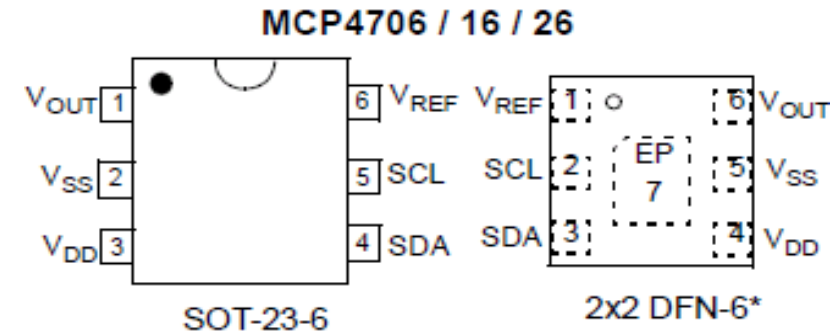 MCP4706 / 16 / 26
VOUT 1 6 VREF VREF 1 6 VOUT
VSS 2 5 SCL SCL 2 EP 7 5 VSS
VDD 3 4 SDA SDA 3 4 VDD
SOT-23-6 2x2 DFN-6*